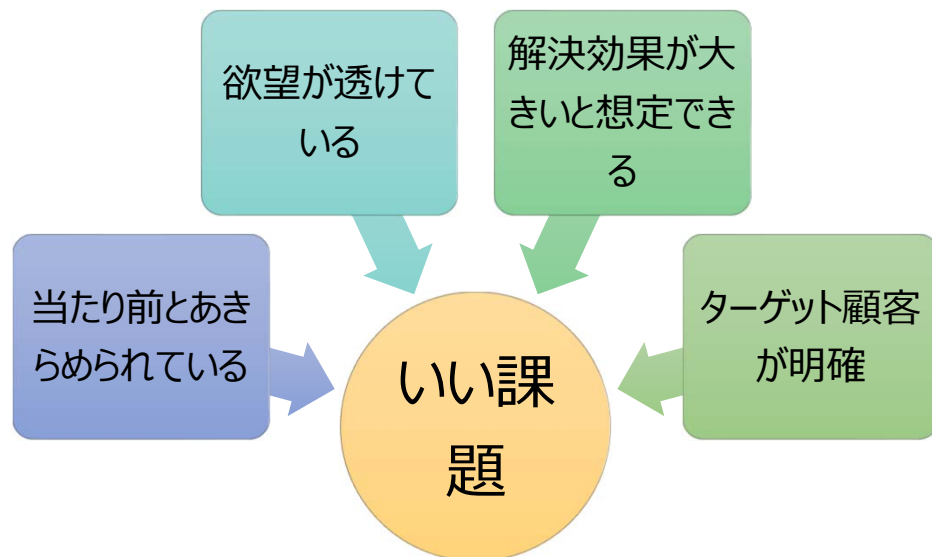 当たり前とあき
らめられている
欲望が透けて
いる
解決効果が大
きいと想定でき
る
ターゲット顧客
が明確
いい課
題